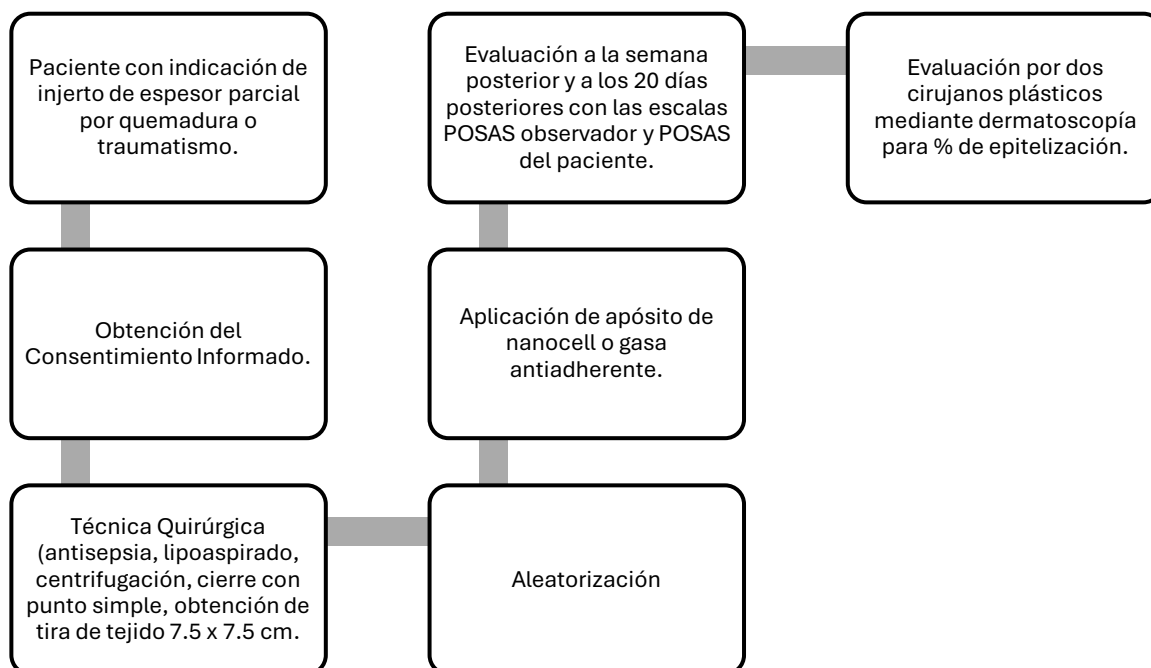 Paciente con indicación de
injerto de espesor parcial
por quemadura o
traumatismo.
Obtención del
Consentimiento Informado.
Técnica Quirúrgica
(antisepsia, lipoaspirado,
centrifugación, cierre con
punto simple, obtención de
tira de tejido 7.5 x 7.5 cm.
Aleatorización
Aplicación de apósito de
nanocell o gasa
antiadherente.
Evaluación a la semana
posterior y a los 20 días
posteriores con las escalas
POSAS observador y POSAS
del paciente.
Evaluación por dos
cirujanos plásticos
mediante dermatoscopía
para % de epitelización.